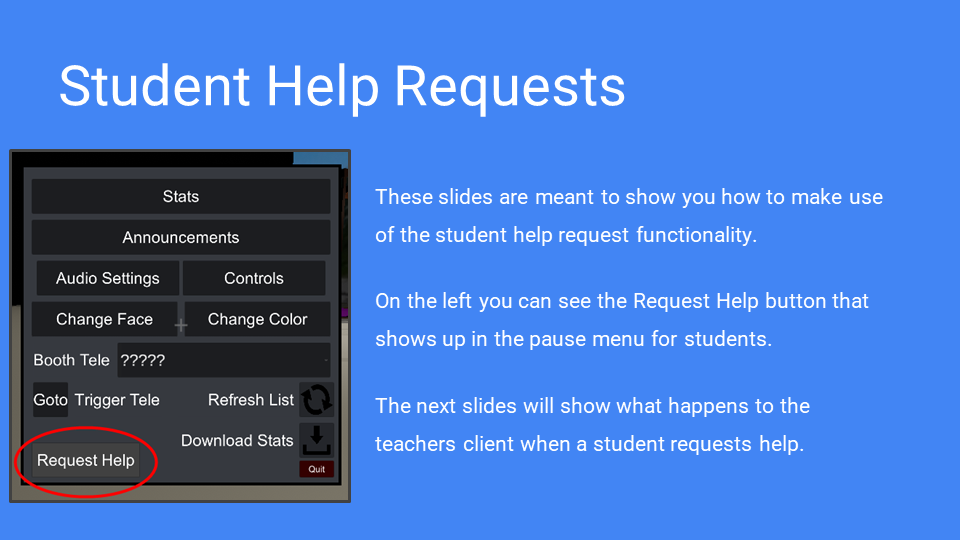 Student Help Requests
Stats
Announcements
Audio Settings Controls
Change Face Change Color
Booth Tele ?????
Goto Trigger Tele Refresh List
Download Stats
Request Help Quit
These slides are meant to show you how to make use
of the student help request functionality.
On the left you can see the Request Help button that
shows up in the pause menu for students.
The next slides will show what happens to the
teachers client when a student requests help.